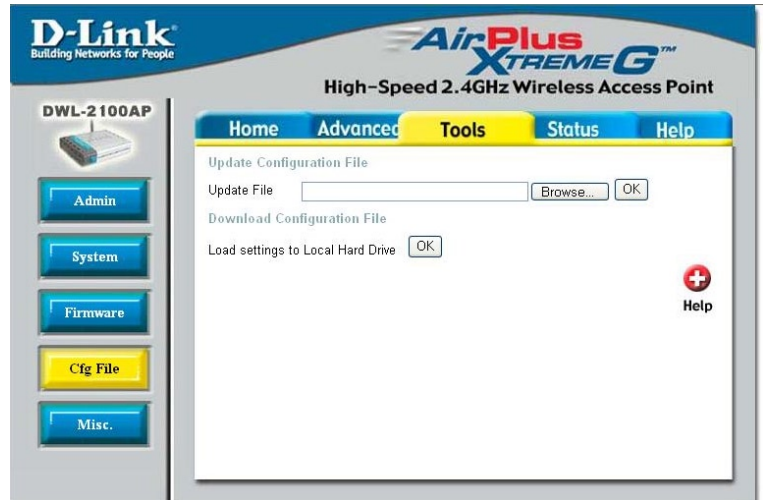 D-Link
Building Networks for People
AirPlus
XTREME G™
High-Speed 2.4GHz Wireless Access Point
DWL-2100AP
Home Advanced Tools Status Help
Update Configuration File
Update File Browse... OK
Download Configuration File
Load settings to Local Hard Drive OK
Help
Admin
System
Firmware
Cfg File
Misc.